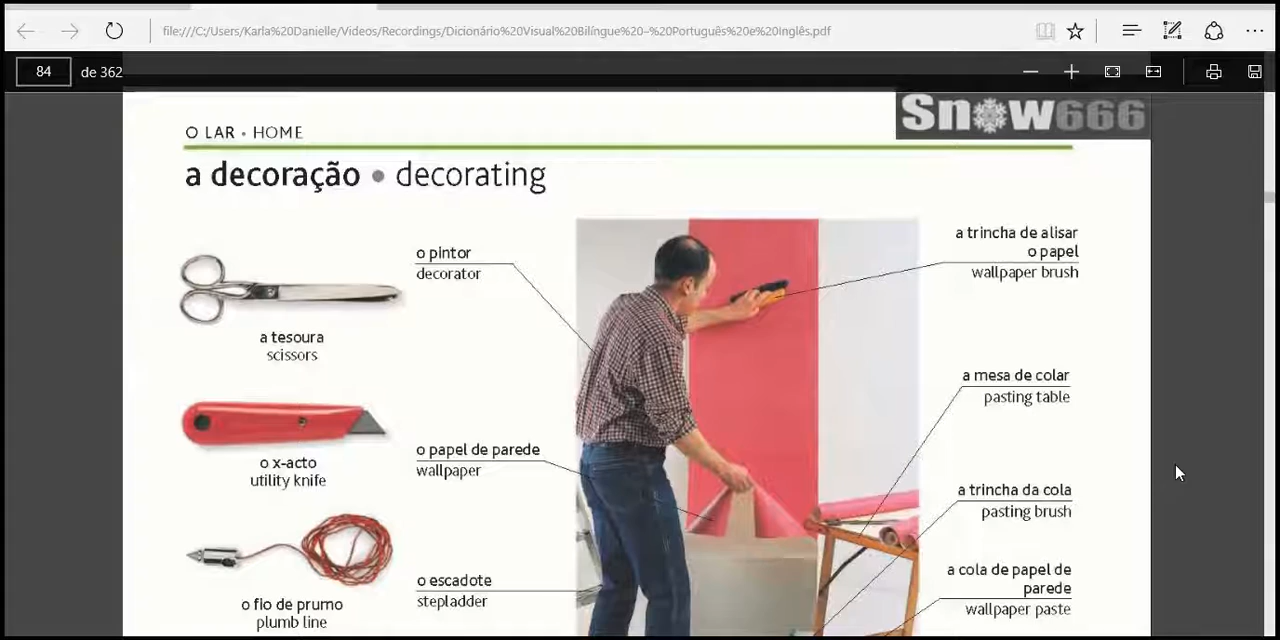 file:///C:/Users/Karla%20Danielle/Videos/Recordings/Dicionário%20Visual%20Bilíngue%20–%20Português%20e%20Inglês.pdf
84 de 362
Snow666
O LAR • HOME
a decoração • decorating
a tesoura
scissors
o x-acto
utility knife
o fio de prumo
plumb line
o pintor
decorator
o papel de parede
wallpaper
o escadote
stepladder
a trincha de alisar
o papel
wallpaper brush
a mesa de colar
pasting table
a trincha da cola
pasting brush
a cola de papel de
parede
wallpaper paste